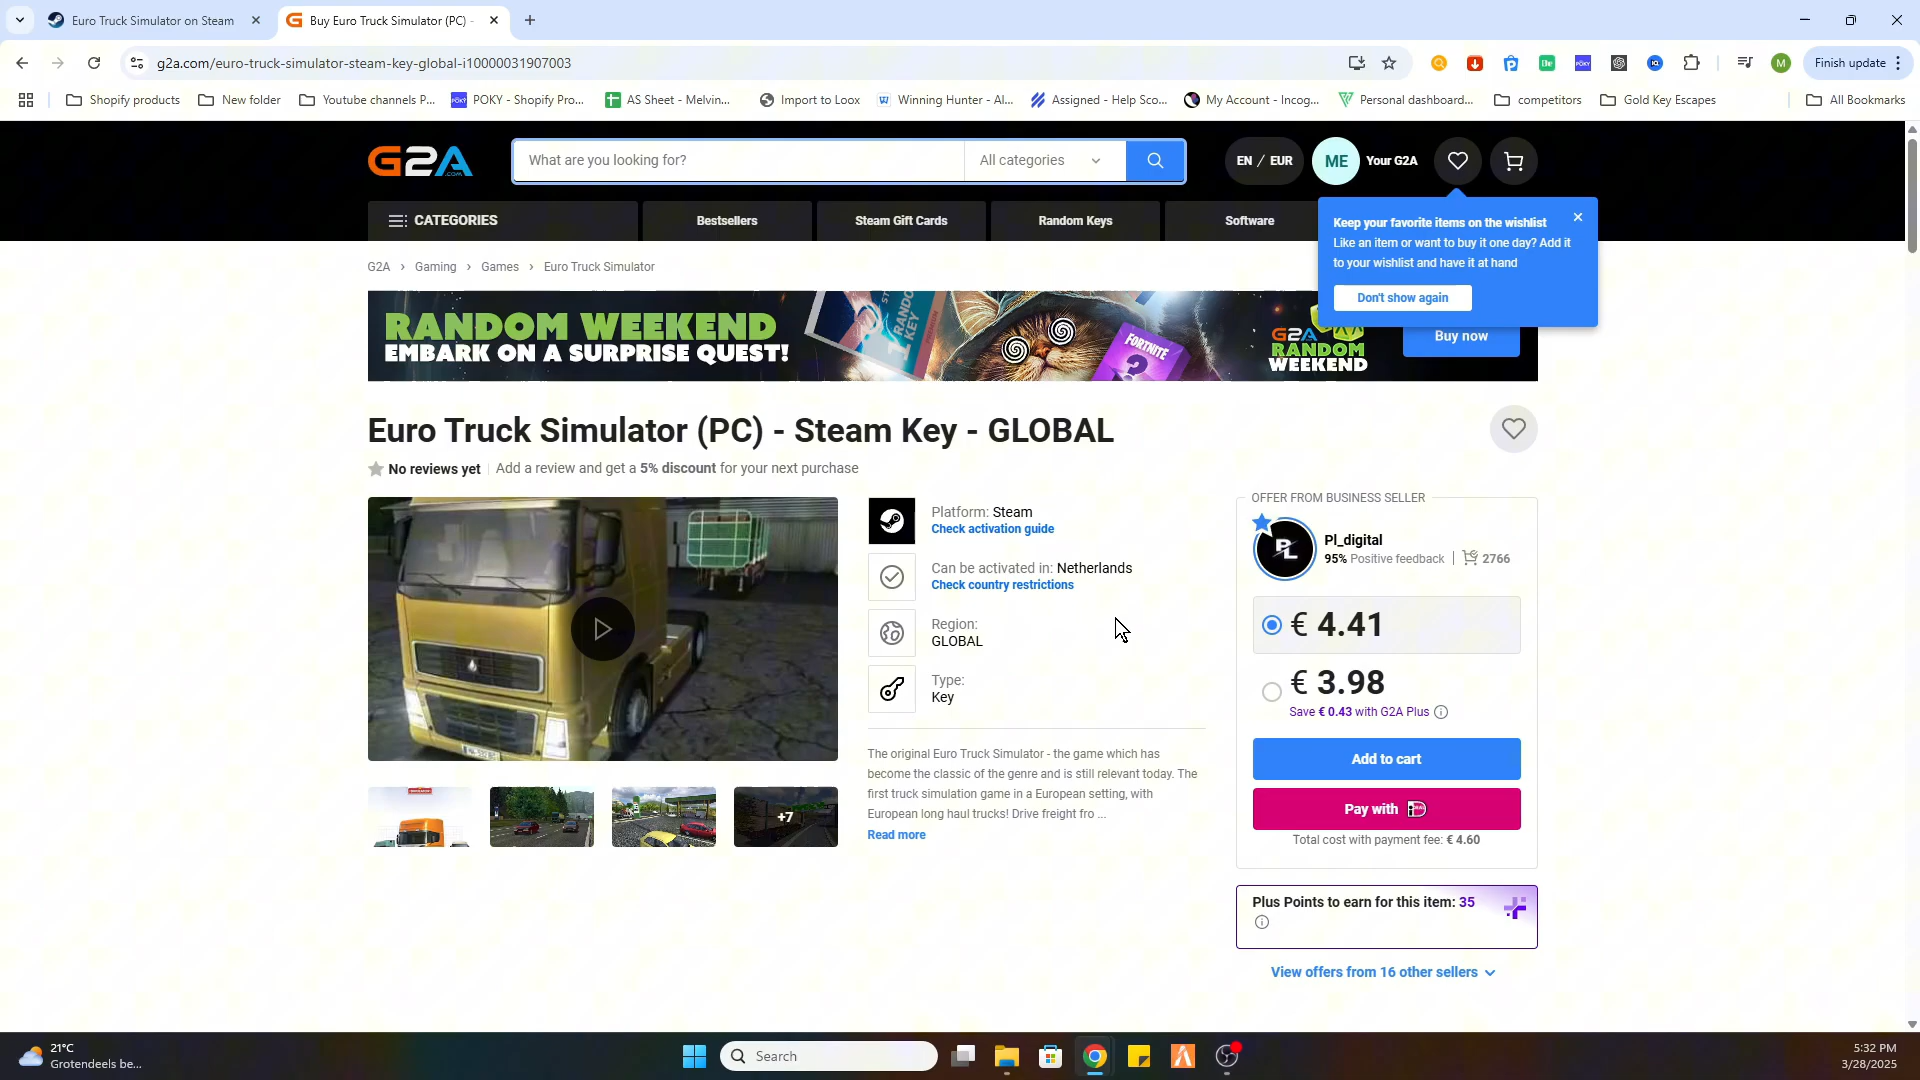 Euro Truck Simulator on Steam
Buy Euro Truck Simulator (PC) -
g2a.com/euro-truck-simulator-steam-key-global-i10000031907003
M
Finish update
Shopify products
New folder
Youtube channels P...
POKY - Shopify Pro...
AS Sheet - Melvin...
Import to Loox
Winning Hunter - AI...
Assigned - Help Sco...
My Account - Incog...
Personal dashboard...
competitors
Gold Key Escapes
All Bookmarks
G2A.COM
What are you looking for?
All categories
EN / EUR
ME
Your G2A
CATEGORIES
Bestsellers
Steam Gift Cards
Random Keys
Software
Keep your favorite items on the wishlist
Like an item or want to buy it one day? Add it
to your wishlist and have it at hand
Don't show again
G2A › Gaming › Games › Euro Truck Simulator
RANDOM WEEKEND
EMBARK ON A SURPRISE QUEST!
FORTNITE
?
G2A
RANDOM
WEEKEND
Buy now
Euro Truck Simulator (PC) - Steam Key - GLOBAL
No reviews yet
Add a review and get a 5% discount for your next purchase
+7
Platform: Steam
Check activation guide
Can be activated in: Netherlands
Check country restrictions
Region:
GLOBAL
Type:
Key
The original Euro Truck Simulator - the game which has
become the classic of the genre and is still relevant today. The
first truck simulation game in a European setting, with
European long haul trucks! Drive freight fro ...
Read more
OFFER FROM BUSINESS SELLER
PL
Pl_digital
95% Positive feedback | 2766
€ 4.41
€ 3.98
Save € 0.43 with G2A Plus
Add to cart
Pay with
Total cost with payment fee: € 4.60
Plus Points to earn for this item: 35
View offers from 16 other sellers
21°C
Grotendeels be...
Search
5:32 PM
3/28/2025